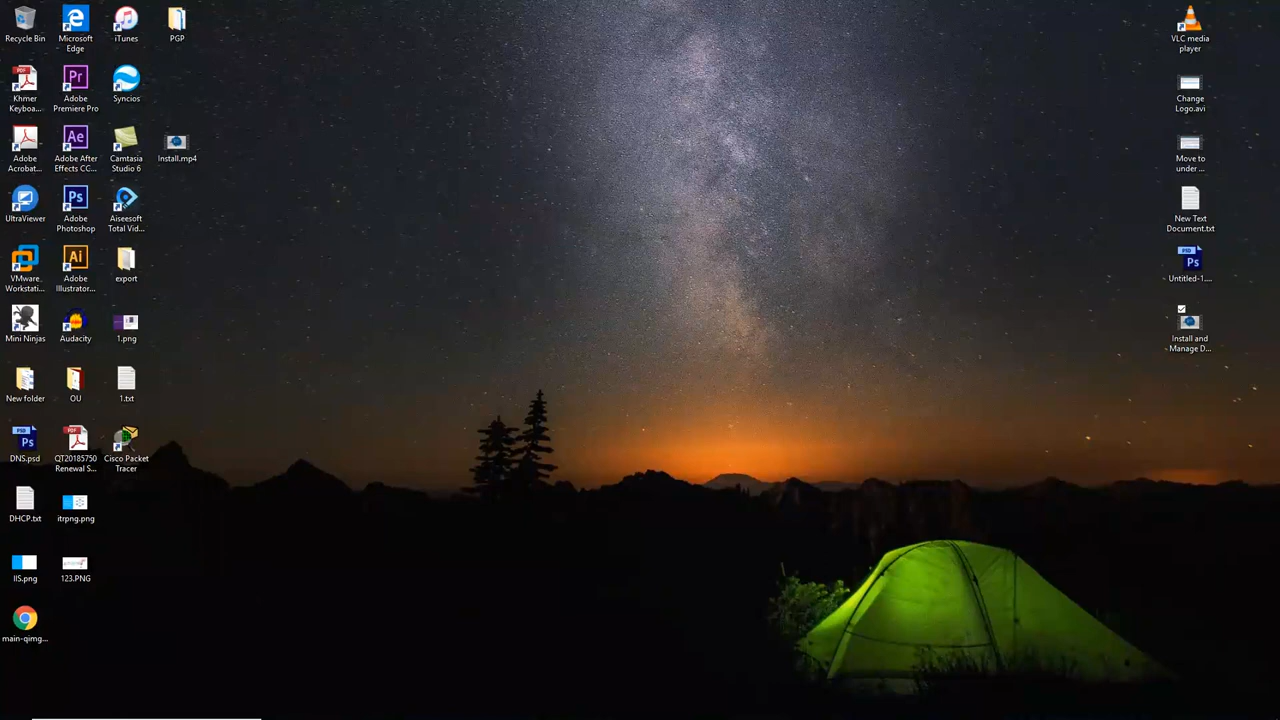 Recycle Bin
Microsoft
Edge
iTunes
PGP
VLC media
player
Khmer
Keyboa...
Adobe
Premiere Pro
Syncios
Change
Logo.avi
Adobe
Acrobat...
Adobe After
Effects CC...
Camtasia
Studio 6
Install.mp4
Move to
under ...
UltraViewer
Adobe
Photoshop
Aiseesoft
Total Vid...
New Text
Document.txt
VMware
Workstati...
Adobe
Illustrator...
export
Untitled-1....
Mini Ninjas
Audacity
1.png
Install and
Manage D...
New folder
OU
1.txt
DNS.psd
QT20185750
Renewal S...
Cisco Packet
Tracer
DHCP.txt
itrpng.png
IIS.png
123.PNG
main-qimg...